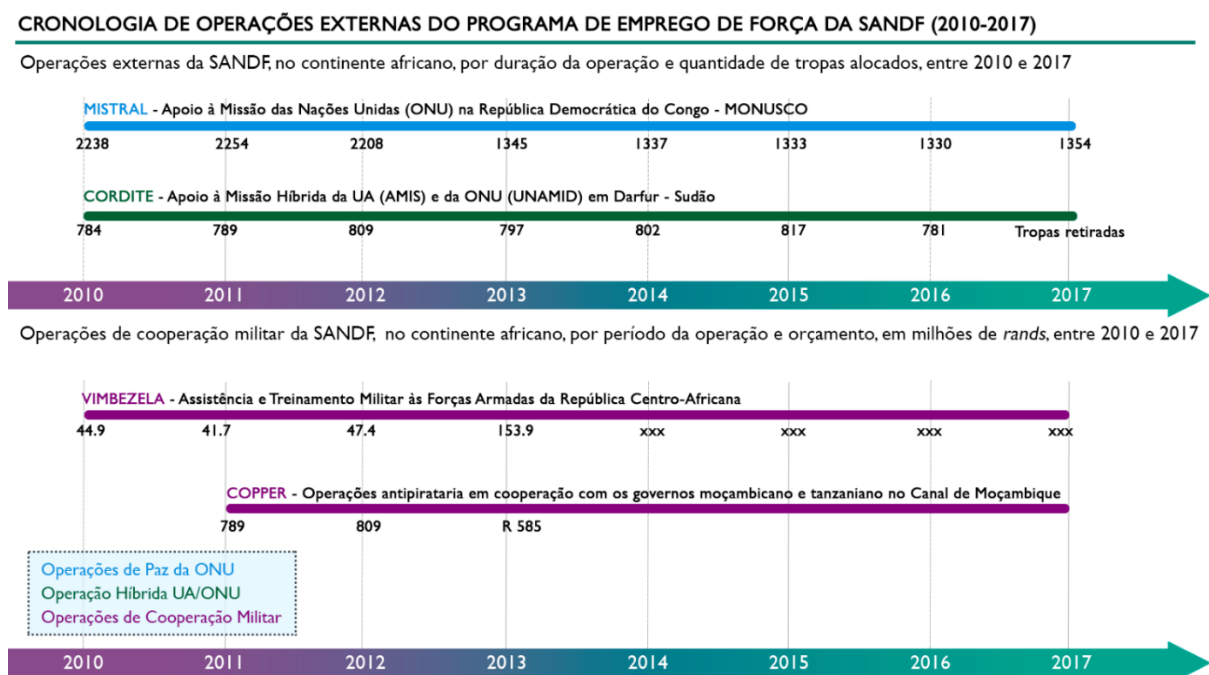 CRONOLOGIA DE OPERAÇÕES EXTERNAS DO PROGRAMA DE EMPREGO DE FORÇA DA SANDF (2010-2017)
Operações externas da SANDF, no continente africano, por duração da operação e quantidade de tropas alocados, entre 2010 e 2017
MISTRAL - Apoio à Missão das Nações Unidas (ONU) na República Democrática do Congo - MONUSCO
2238 2254 2208 1345 1337 1333 1330 1354
CORDITE - Apoio à Missão Híbrida da UA (AMIS) e da ONU (UNAMID) em Darfur - Sudão
784 789 809 797 802 817 781 Tropas retiradas
2010 2011 2012 2013 2014 2015 2016 2017
Operações de cooperação militar da SANDF, no continente africano, por período da operação e orçamento, em milhões de rands, entre 2010 e 2017
VIMBEZELA - Assistência e Treinamento Militar às Forças Armadas da República Centro-Africana
44.9 41.7 47.4 153.9 xxx xxx xxx xxx
COPPER - Operações antipirataria em cooperação com os governos moçambicano e tanzaniano no Canal de Moçambique
789 809 R 585
Operações de Paz da ONU
Operação Híbrida UA/ONU
Operações de Cooperação Militar
2010 2011 2012 2013 2014 2015 2016 2017